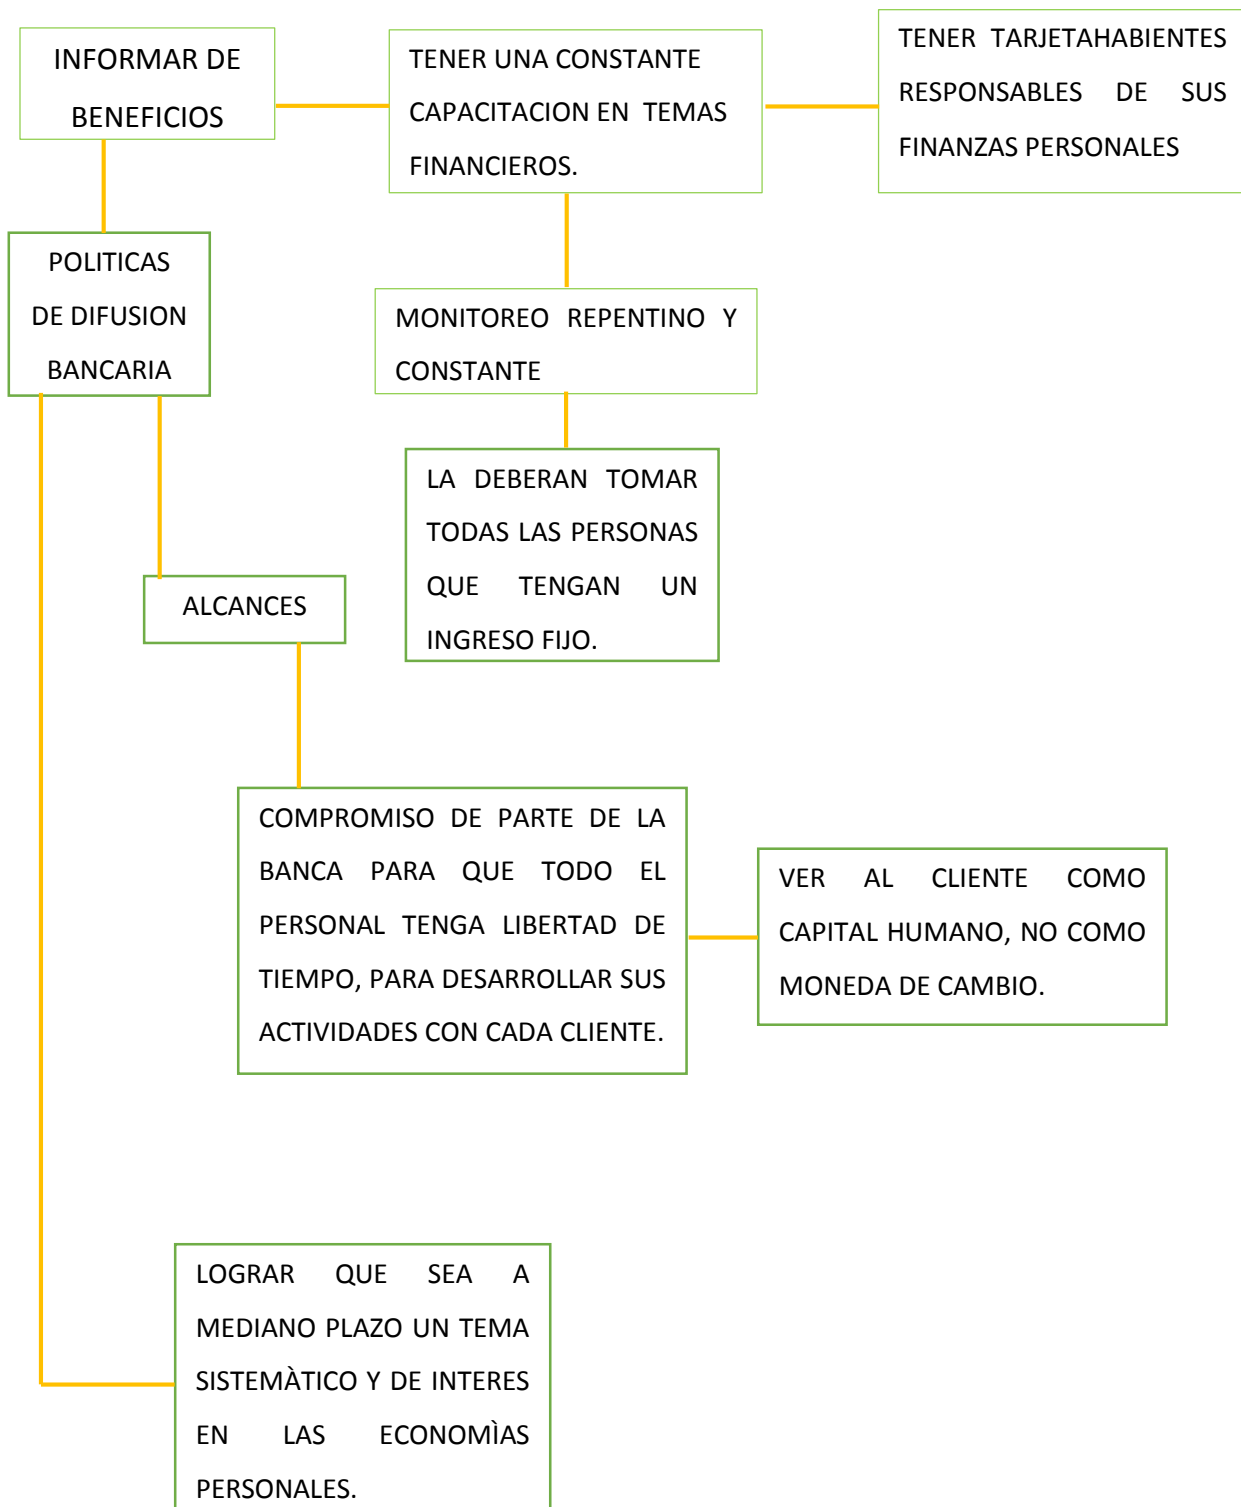 INFORMAR DE
BENEFICIOS
TENER UNA CONSTANTE
CAPACITACION EN TEMAS
FINANCIEROS.
TENER TARJETAHABIENTES
RESPONSABLES DE SUS
FINANZAS PERSONALES
POLITICAS
DE DIFUSION
BANCARIA
MONITOREO REPENTINO Y
CONSTANTE
LA DEBERAN TOMAR
TODAS LAS PERSONAS
QUE TENGAN UN
INGRESO FIJO.
ALCANCES
COMPROMISO DE PARTE DE LA
BANCA PARA QUE TODO EL
PERSONAL TENGA LIBERTAD DE
TIEMPO, PARA DESARROLLAR SUS
ACTIVIDADES CON CADA CLIENTE.
VER AL CLIENTE COMO
CAPITAL HUMANO, NO COMO
MONEDA DE CAMBIO.
LOGRAR QUE SEA A
MEDIANO PLAZO UN TEMA
SISTEMÀTICO Y DE INTERES
EN LAS ECONOMÌAS
PERSONALES.